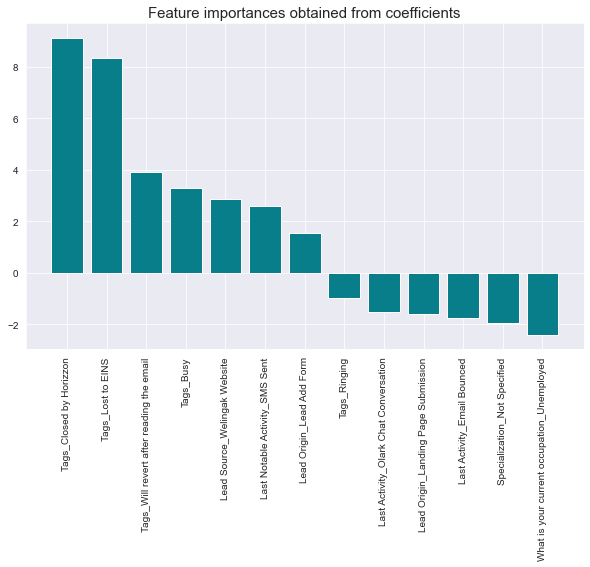 Feature importances obtained from coefficients
8
6
4
2
0
−2
Tags_Closed by Horizzon
Tags_Lost to EINS
Tags_Will revert after reading the email
Tags_Busy
Lead Source_Welingak Website
Last Notable Activity_SMS Sent
Lead Origin_Lead Add Form
Tags_Ringing
Last Activity_Olark Chat Conversation
Lead Origin_Landing Page Submission
Last Activity_Email Bounced
Specialization_Not Specified
What is your current occupation_Unemployed